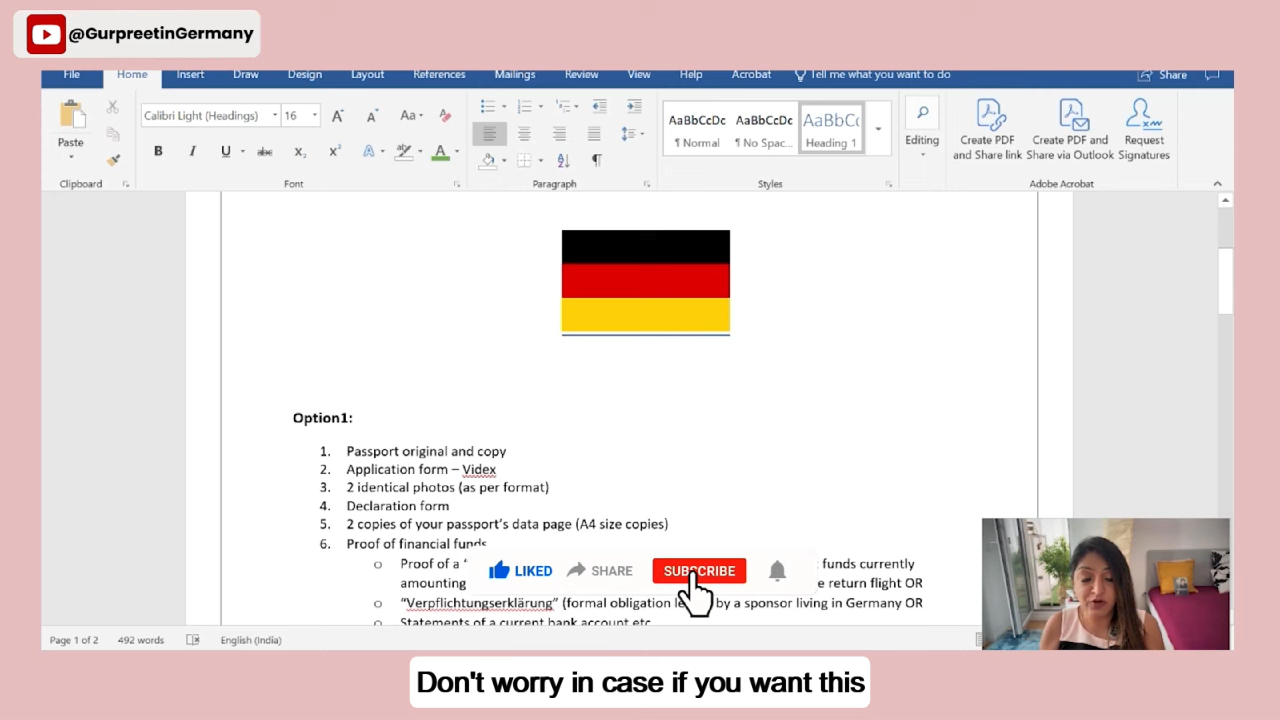 @GurpreetinGermany
File Home Insert Draw Design Layout References Mailings Review View Help Acrobat Tell me what you want to do Share
Paste
Calibri Light (Headings) 16
AaBbCcDc AaBbCcDc AaBbCc
¶ Normal ¶ No Spac... Heading 1
Editing
Create PDF and Share link
Create PDF and Share via Outlook
Request Signatures
Clipboard Font Paragraph Styles Adobe Acrobat
Option1:
1. Passport original and copy
2. Application form – Videx
3. 2 identical photos (as per format)
4. Declaration form
5. 2 copies of your passport's data page (A4 size copies)
6. Proof of financial funds
o Proof of a funds currently
amounting return flight OR
o "Verpflichtungserklärung" (formal obligation by a sponsor living in Germany OR
o Statements of a current bank account etc
LIKED SHARE SUBSCRIBE
Page 1 of 2 492 words English (India)
Don't worry in case if you want this